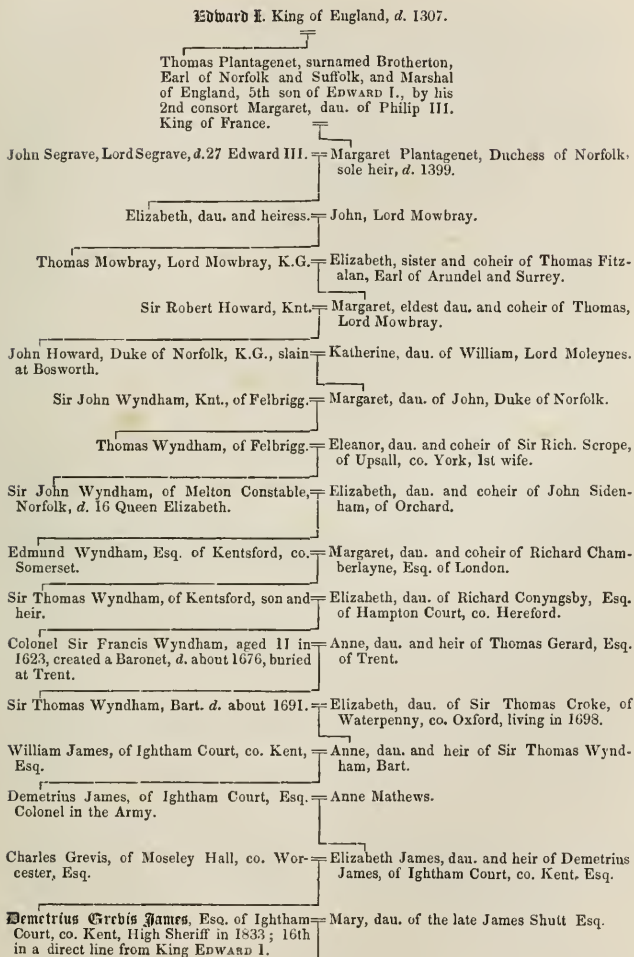 Edward I. King of England, d. 1307.
Thomas Plantagenet, surnamed Brotherton,
Earl of Norfolk and Suffolk, and Marshal
of England, 5th son of EDWARD I., by his
2nd consort Margaret, dau. of Philip III.
King of France.
John Segrave, Lord Segrave, d. 27 Edward III. = Margaret Plantagenet, Duchess of Norfolk,
sole heir, d. 1399.
Elizabeth, dau. and heiress. = John, Lord Mowbray.
Thomas Mowbray, Lord Mowbray, K.G. = Elizabeth, sister and coheir of Thomas Fitz-
alan, Earl of Arundel and Surrey.
Sir Robert Howard, Knt. = Margaret, eldest dau. and coheir of Thomas,
Lord Mowbray.
John Howard, Duke of Norfolk, K.G., slain = Katherine, dau. of William, Lord Moleynes.
at Bosworth.
Sir John Wyndham, Knt., of Felbrigg. = Margaret, dau. of John, Duke of Norfolk.
Thomas Wyndham, of Felbrigg. = Eleanor, dau. and coheir of Sir Rich. Scrope,
of Upsall, co. York, 1st wife.
Sir John Wyndham, of Melton Constable, = Elizabeth, dau. and coheir of John Siden-
Norfolk, d. 16 Queen Elizabeth. ham, of Orchard.
Edmund Wyndham, Esq. of Kentsford, co. = Margaret, dau. and coheir of Richard Cham-
Somerset. berlayne, Esq. of London.
Sir Thomas Wyndham, of Kentsford, son and = Elizabeth, dau. of Richard Conyngsby, Esq.
heir. of Hampton Court, co. Hereford.
Colonel Sir Francis Wyndham, aged 11 in = Anne, dau. and heir of Thomas Gerard, Esq.
1623, created a Baronet, d. about 1676, buried of Trent.
at Trent.
Sir Thomas Wyndham, Bart. d. about 1691. = Elizabeth, dau. of Sir Thomas Croke, of
Waterpenny, co. Oxford, living in 1698.
William James, of Ightham Court, co. Kent, = Anne, dau. and heir of Sir Thomas Wynd-
Esq. ham, Bart.
Demetrius James, of Ightham Court, Esq. = Anne Mathews.
Colonel in the Army.
Charles Grevis, of Moseley Hall, co. Wor- = Elizabeth James, dau. and heir of Demetrius
cester, Esq. James, of Ightham Court, co. Kent, Esq.
Demetrius Grevis James, Esq. of Ightham = Mary, dau. of the late James Shutt Esq.
Court, co. Kent, High Sheriff in 1833; 16th
in a direct line from King EDWARD I.